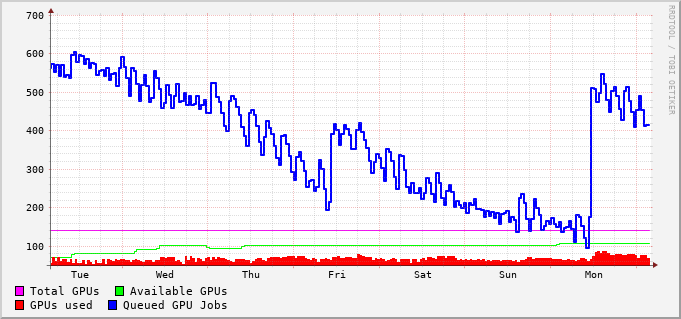 700
600
500
400
300
200
100
Tue Wed Thu Fri Sat Sun Mon
RRDTOOL / TOBI OETIKER
Total GPUs Available GPUs
GPUs used Queued GPU Jobs